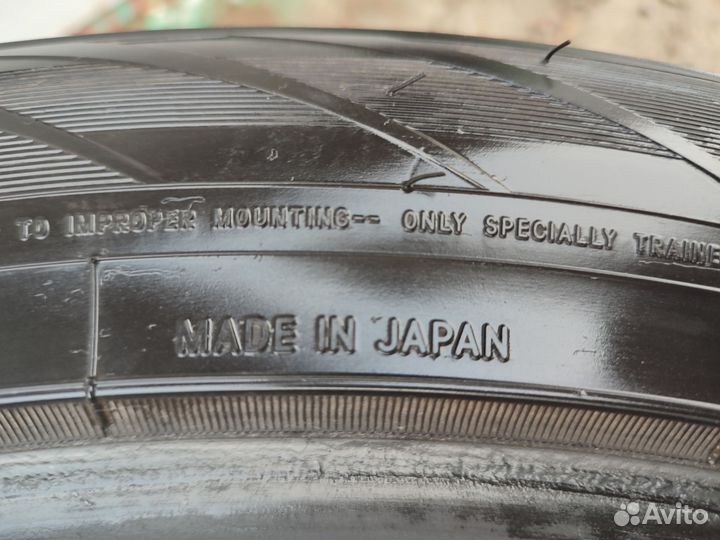 TO IMPROPER MOUNTING-- ONLY SPECIALLY TRAINE
MADE IN JAPAN
Avito